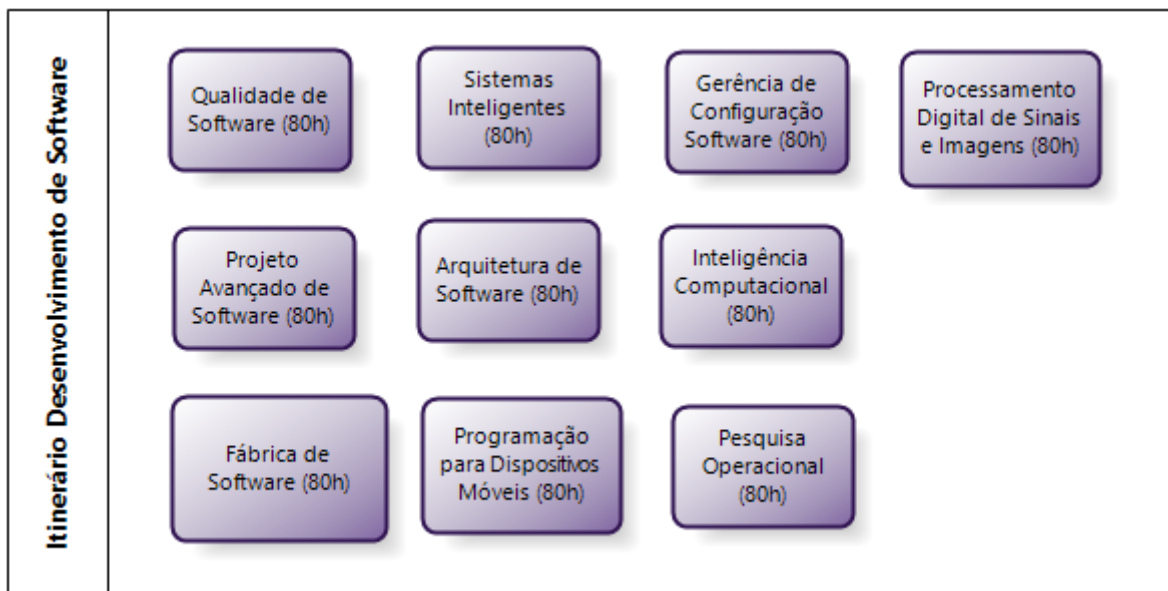 Itinerário Desenvolvimento de Software
Qualidade de
Software (80h)
Sistemas
Inteligentes
(80h)
Gerência de
Configuração
Software (80h)
Processamento
Digital de Sinais
e Imagens (80h)
Projeto
Avançado de
Software (80h)
Arquitetura de
Software (80h)
Inteligência
Computacional
(80h)
Fábrica de
Software (80h)
Programação
para Dispositivos
Móveis (80h)
Pesquisa
Operacional
(80h)